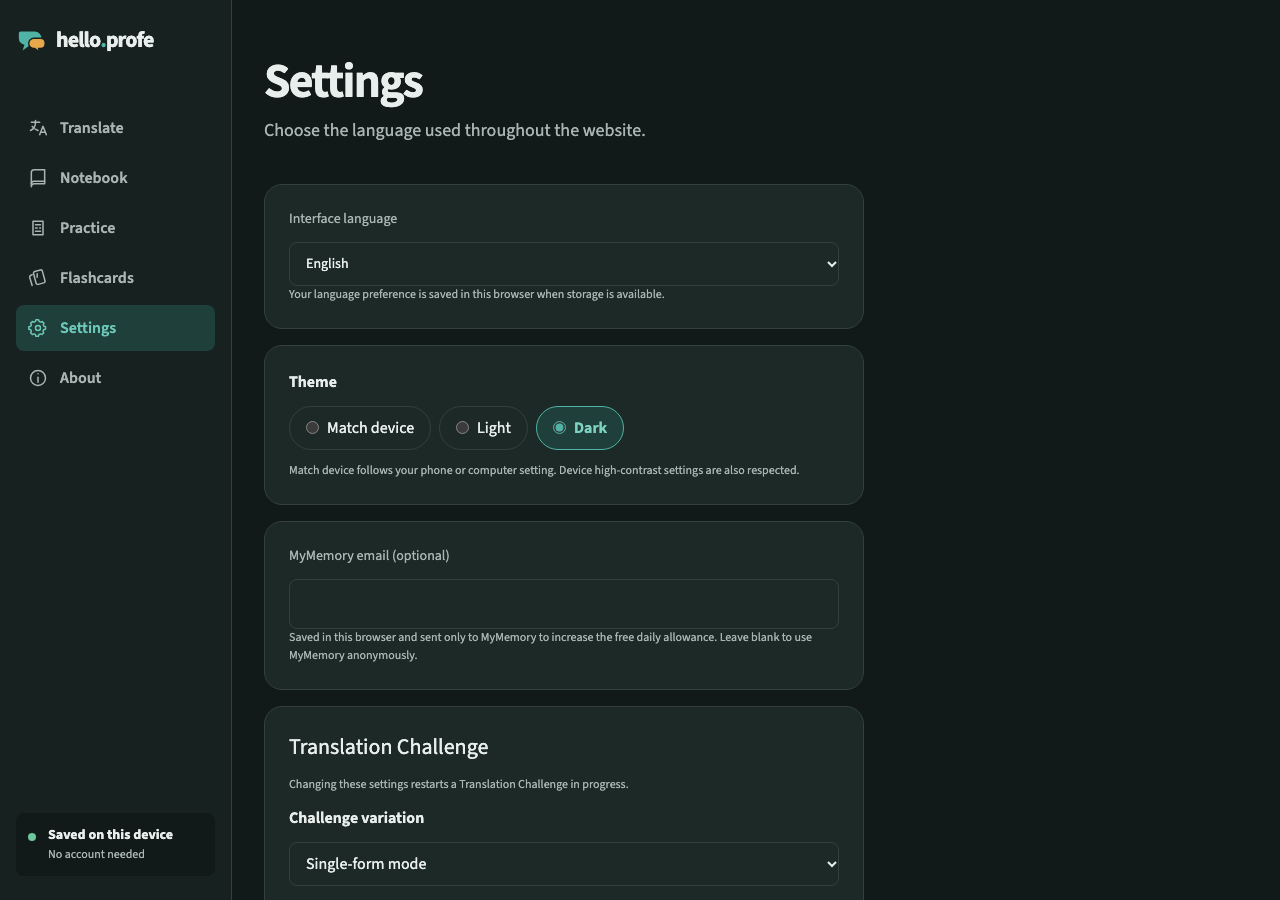 hello.profe
Translate
Notebook
Practice
Flashcards
Settings
About
Saved on this device
No account needed
Settings
Choose the language used throughout the website.
Interface language
English
Your language preference is saved in this browser when storage is available.
Theme
Match device
Light
Dark
Match device follows your phone or computer setting. Device high-contrast settings are also respected.
MyMemory email (optional)
Saved in this browser and sent only to MyMemory to increase the free daily allowance. Leave blank to use
MyMemory anonymously.
Translation Challenge
Changing these settings restarts a Translation Challenge in progress.
Challenge variation
Single-form mode